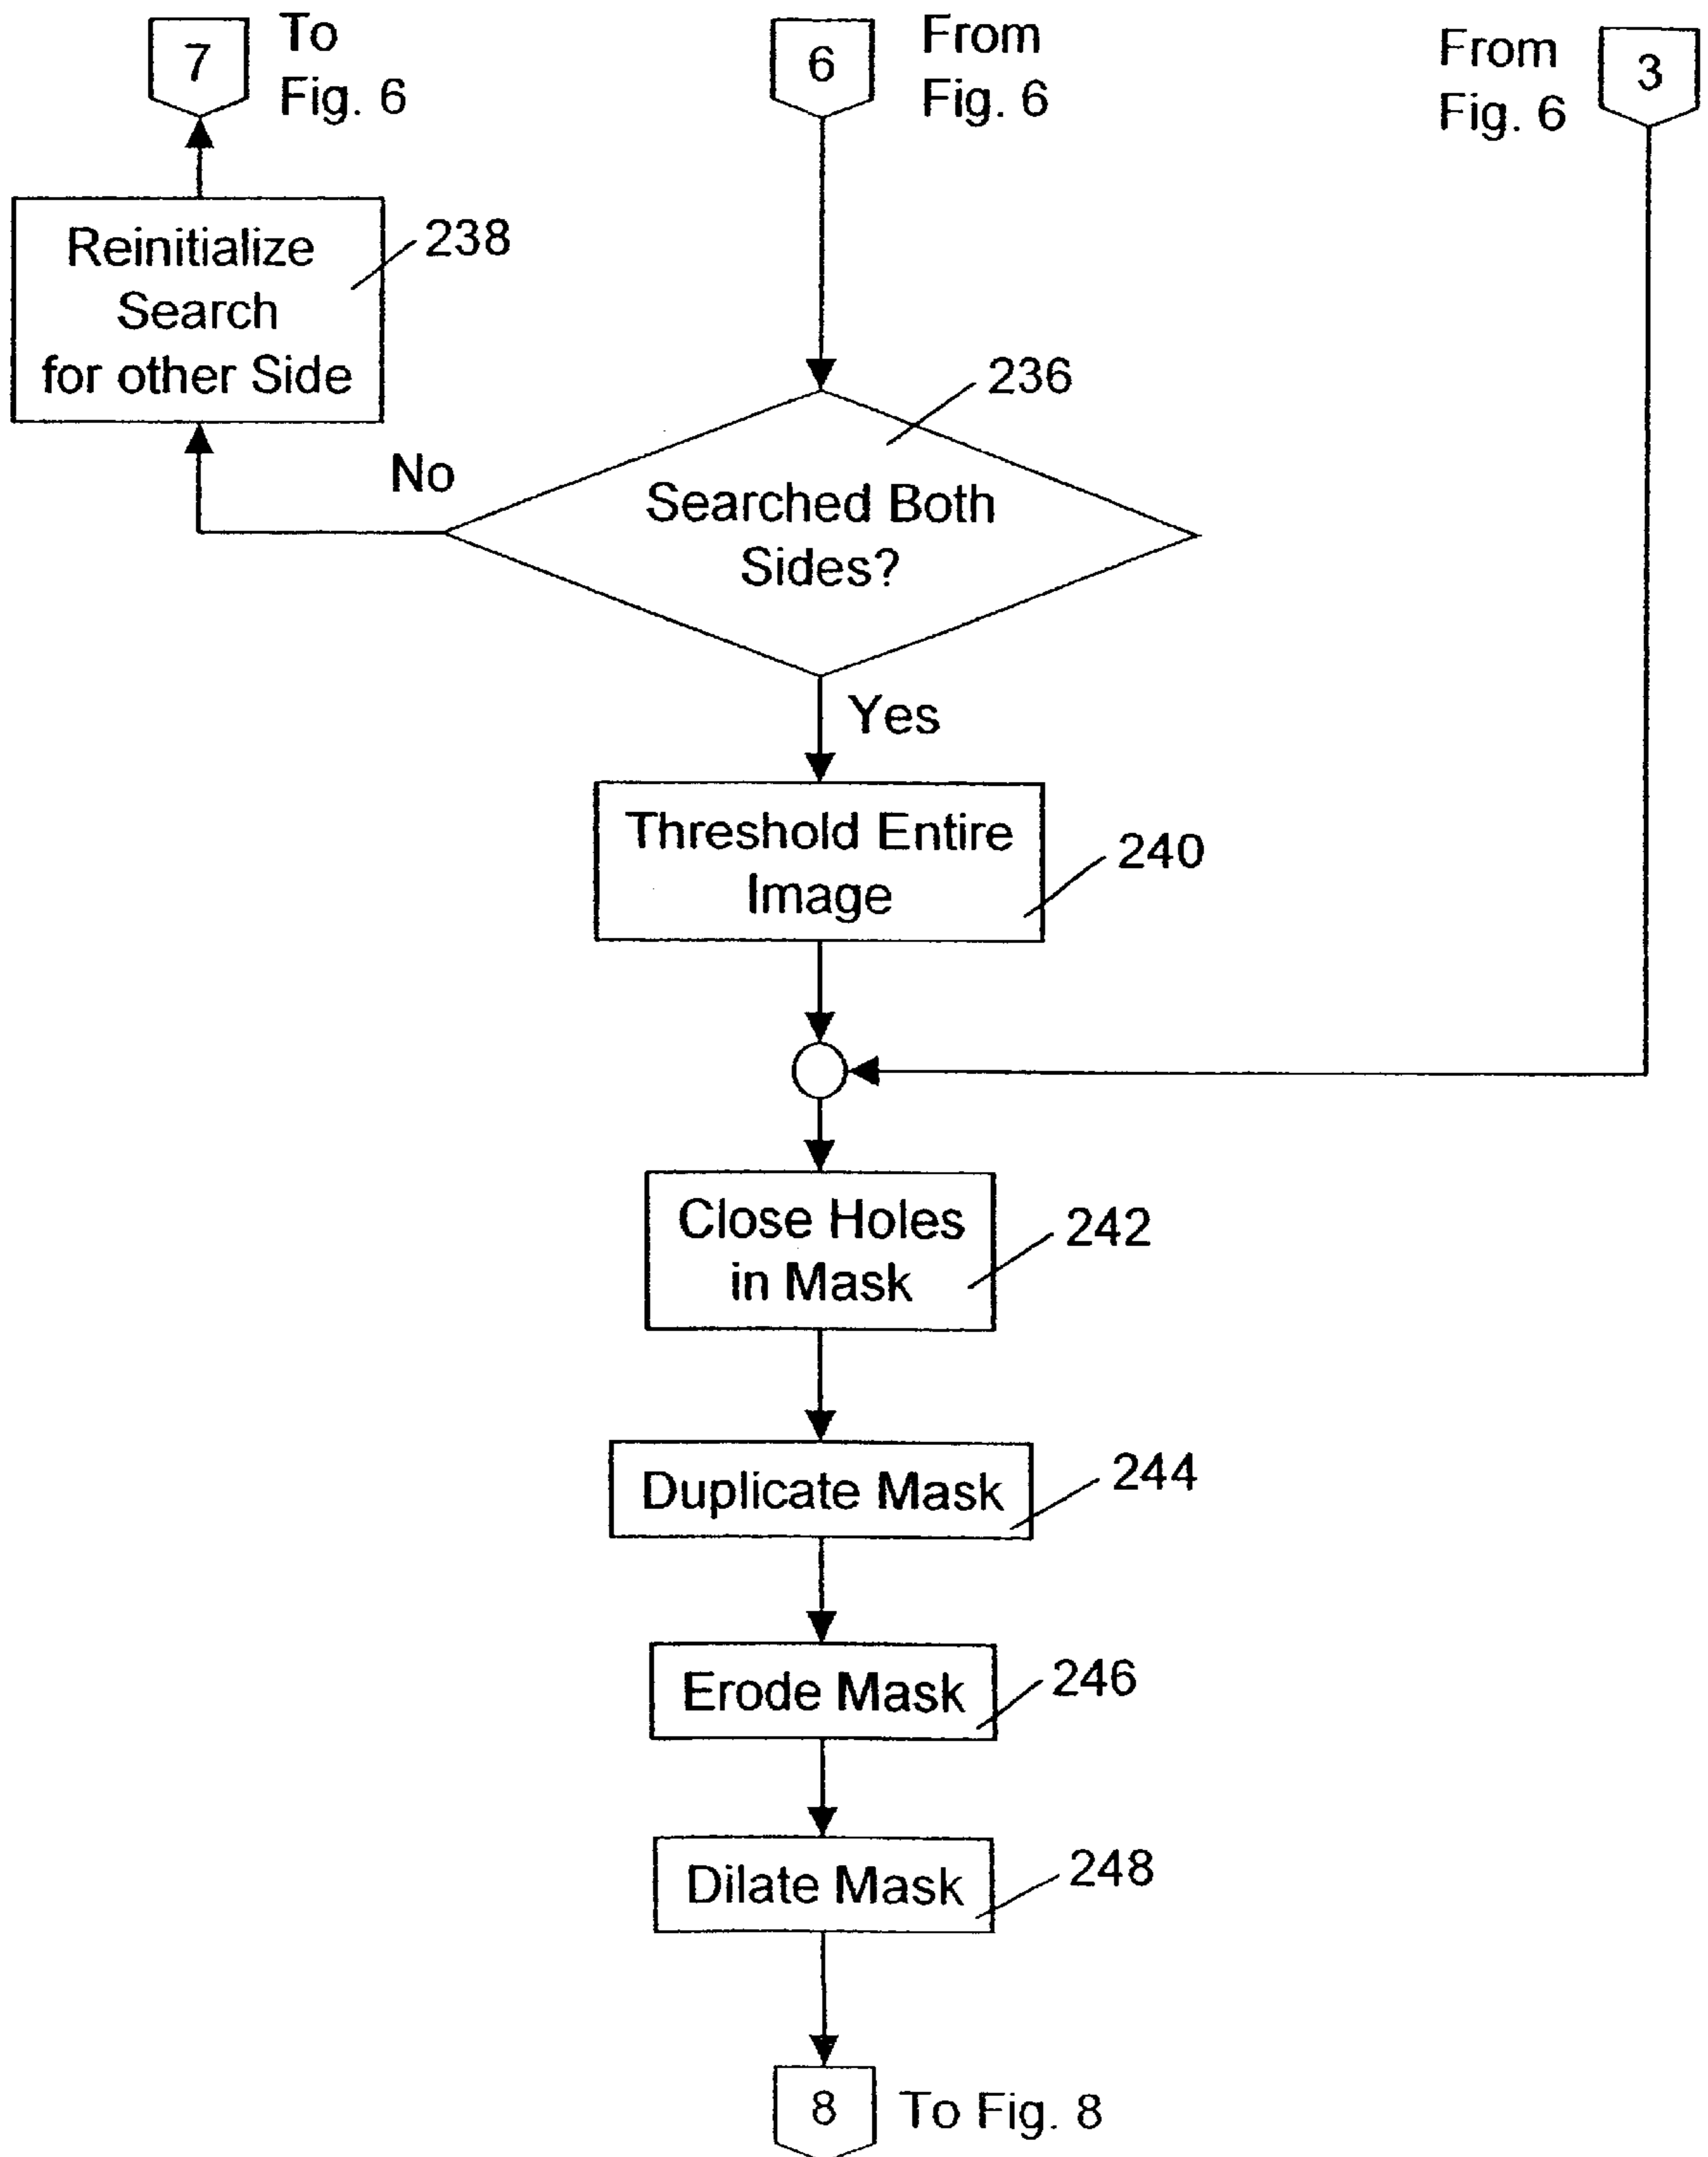 7
To
Fig. 6
6
From
Fig. 6
From
Fig. 6
3
Reinitialize
Search
for other Side
238
236
No
Searched Both
Sides?
Yes
Threshold Entire
Image
240
Close Holes
in Mask
242
Duplicate Mask
244
Erode Mask
246
Dilate Mask
248
8
To Fig. 8